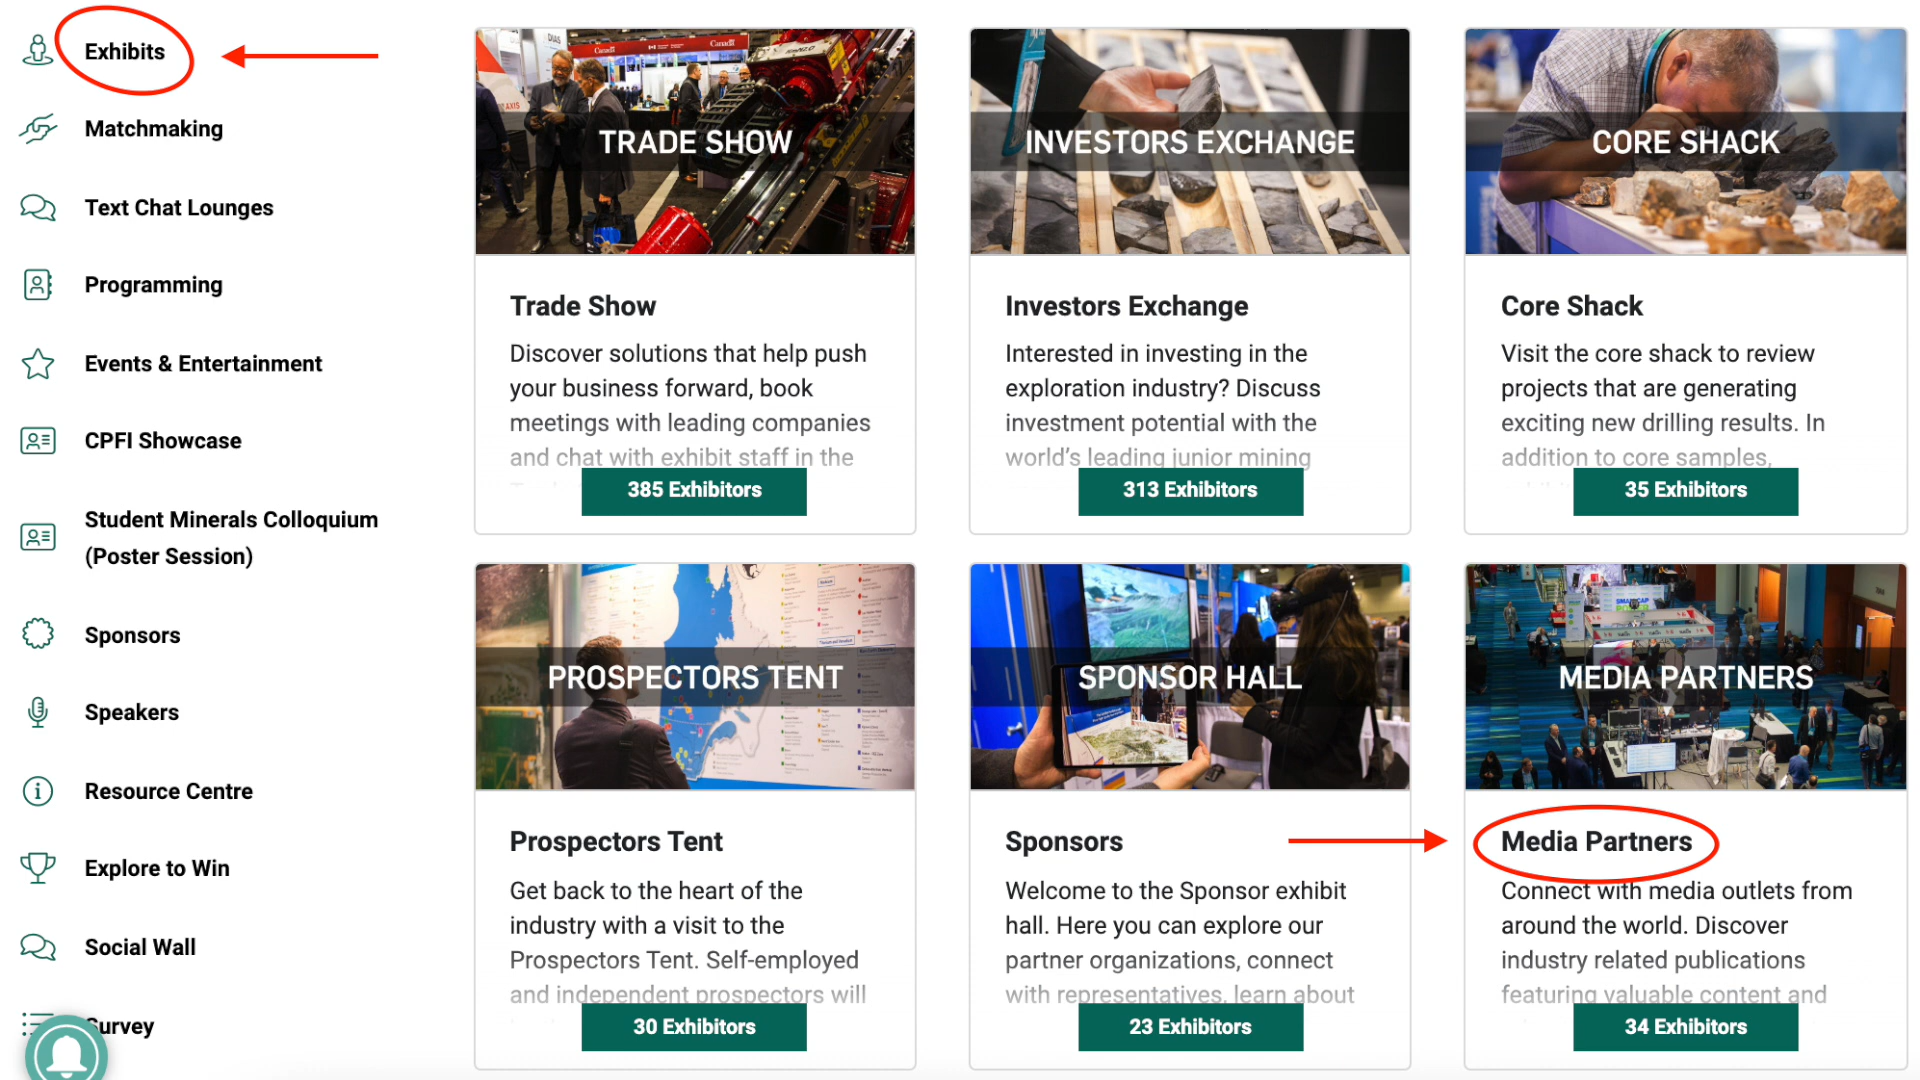 Exhibits
Matchmaking
Text Chat Lounges
Programming
Events & Entertainment
CPFI Showcase
Student Minerals Colloquium
(Poster Session)
Sponsors
Speakers
Resource Centre
Explore to Win
Social Wall
Survey
Canada
Canada
AXIS
TRADE SHOW
Trade Show
Discover solutions that help push
your business forward, book
meetings with leading companies
and chat with exhibit staff in the
385 Exhibitors
INVESTORS EXCHANGE
Investors Exchange
Interested in investing in the
exploration industry? Discuss
investment potential with the
world's leading junior mining
313 Exhibitors
CORE SHACK
Core Shack
Visit the core shack to review
projects that are generating
exciting new drilling results. In
addition to core samples,
35 Exhibitors
PROSPECTORS TENT
Prospectors Tent
Get back to the heart of the
industry with a visit to the
Prospectors Tent. Self-employed
and independent prospectors will
30 Exhibitors
SPONSOR HALL
Sponsors
Welcome to the Sponsor exhibit
hall. Here you can explore our
partner organizations, connect
with representatives, learn about
23 Exhibitors
MEDIA PARTNERS
Media Partners
Connect with media outlets from
around the world. Discover
industry related publications
featuring valuable content and
34 Exhibitors